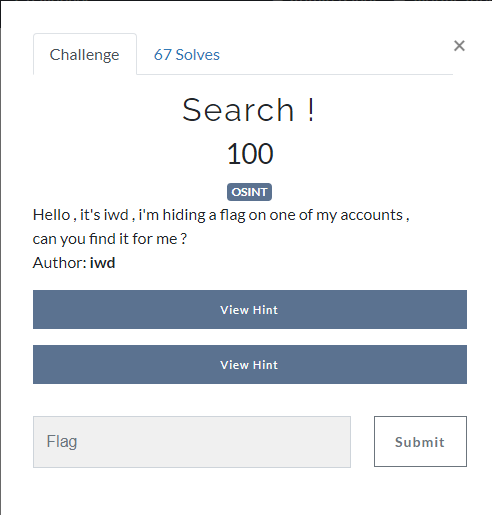 Challenge
67 Solves
×
Search !
100
OSINT
Hello , it's iwd , i'm hiding a flag on one of my accounts ,
can you find it for me ?
Author: iwd
View Hint
View Hint
Flag
Submit